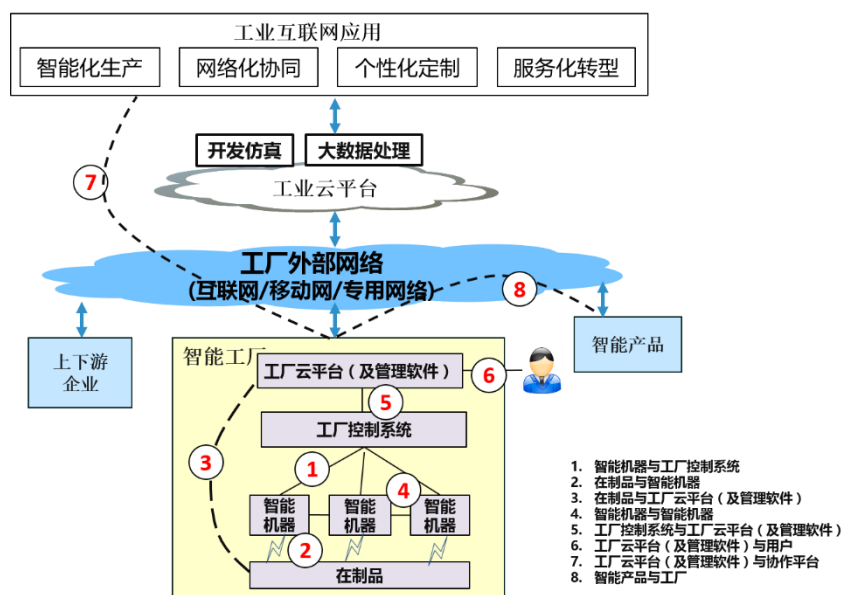 工业互联网应用
智能化生产
网络化协同
个性化定制
服务化转型
开发仿真
大数据处理
7
工业云平台
工厂外部网络
(互联网/移动网/专用网络)
8
智能工厂
上下游
企业
智能产品
工厂云平台（及管理软件）
6
5
工厂控制系统
3
1
4
智能
机器
智能
机器
智能
机器
2
在制品
1. 智能机器与工厂控制系统
2. 在制品与智能机器
3. 在制品与工厂云平台（及管理软件）
4. 智能机器与智能机器
5. 工厂控制系统与工厂云平台（及管理软件）
6. 工厂云平台（及管理软件）与用户
7. 工厂云平台（及管理软件）与协作平台
8. 智能产品与工厂